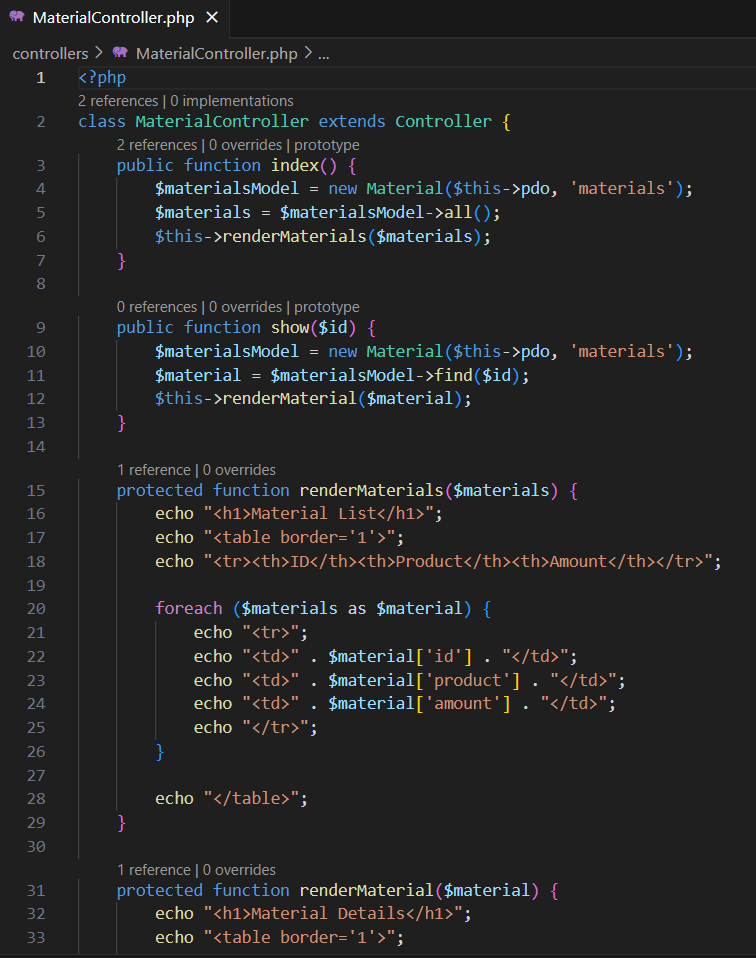 MaterialController.php ×
controllers > MaterialController.php > ...
1 <?php
2 references | 0 implementations
2 class MaterialController extends Controller {
2 references | 0 overrides | prototype
3 public function index() {
4 $materialsModel = new Material($this->pdo, 'materials');
5 $materials = $materialsModel->all();
6 $this->renderMaterials($materials);
7 }
8
0 references | 0 overrides | prototype
9 public function show($id) {
10 $materialsModel = new Material($this->pdo, 'materials');
11 $material = $materialsModel->find($id);
12 $this->renderMaterial($material);
13 }
14
1 reference | 0 overrides
15 protected function renderMaterials($materials) {
16 echo "<h1>Material List</h1>";
17 echo "<table border='1'>";
18 echo "<tr><th>ID</th><th>Product</th><th>Amount</th></tr>";
19
20 foreach ($materials as $material) {
21 echo "<tr>";
22 echo "<td>" . $material['id'] . "</td>";
23 echo "<td>" . $material['product'] . "</td>";
24 echo "<td>" . $material['amount'] . "</td>";
25 echo "</tr>";
26 }
27
28 echo "</table>";
29 }
30
1 reference | 0 overrides
31 protected function renderMaterial($material) {
32 echo "<h1>Material Details</h1>";
33 echo "<table border='1'>";